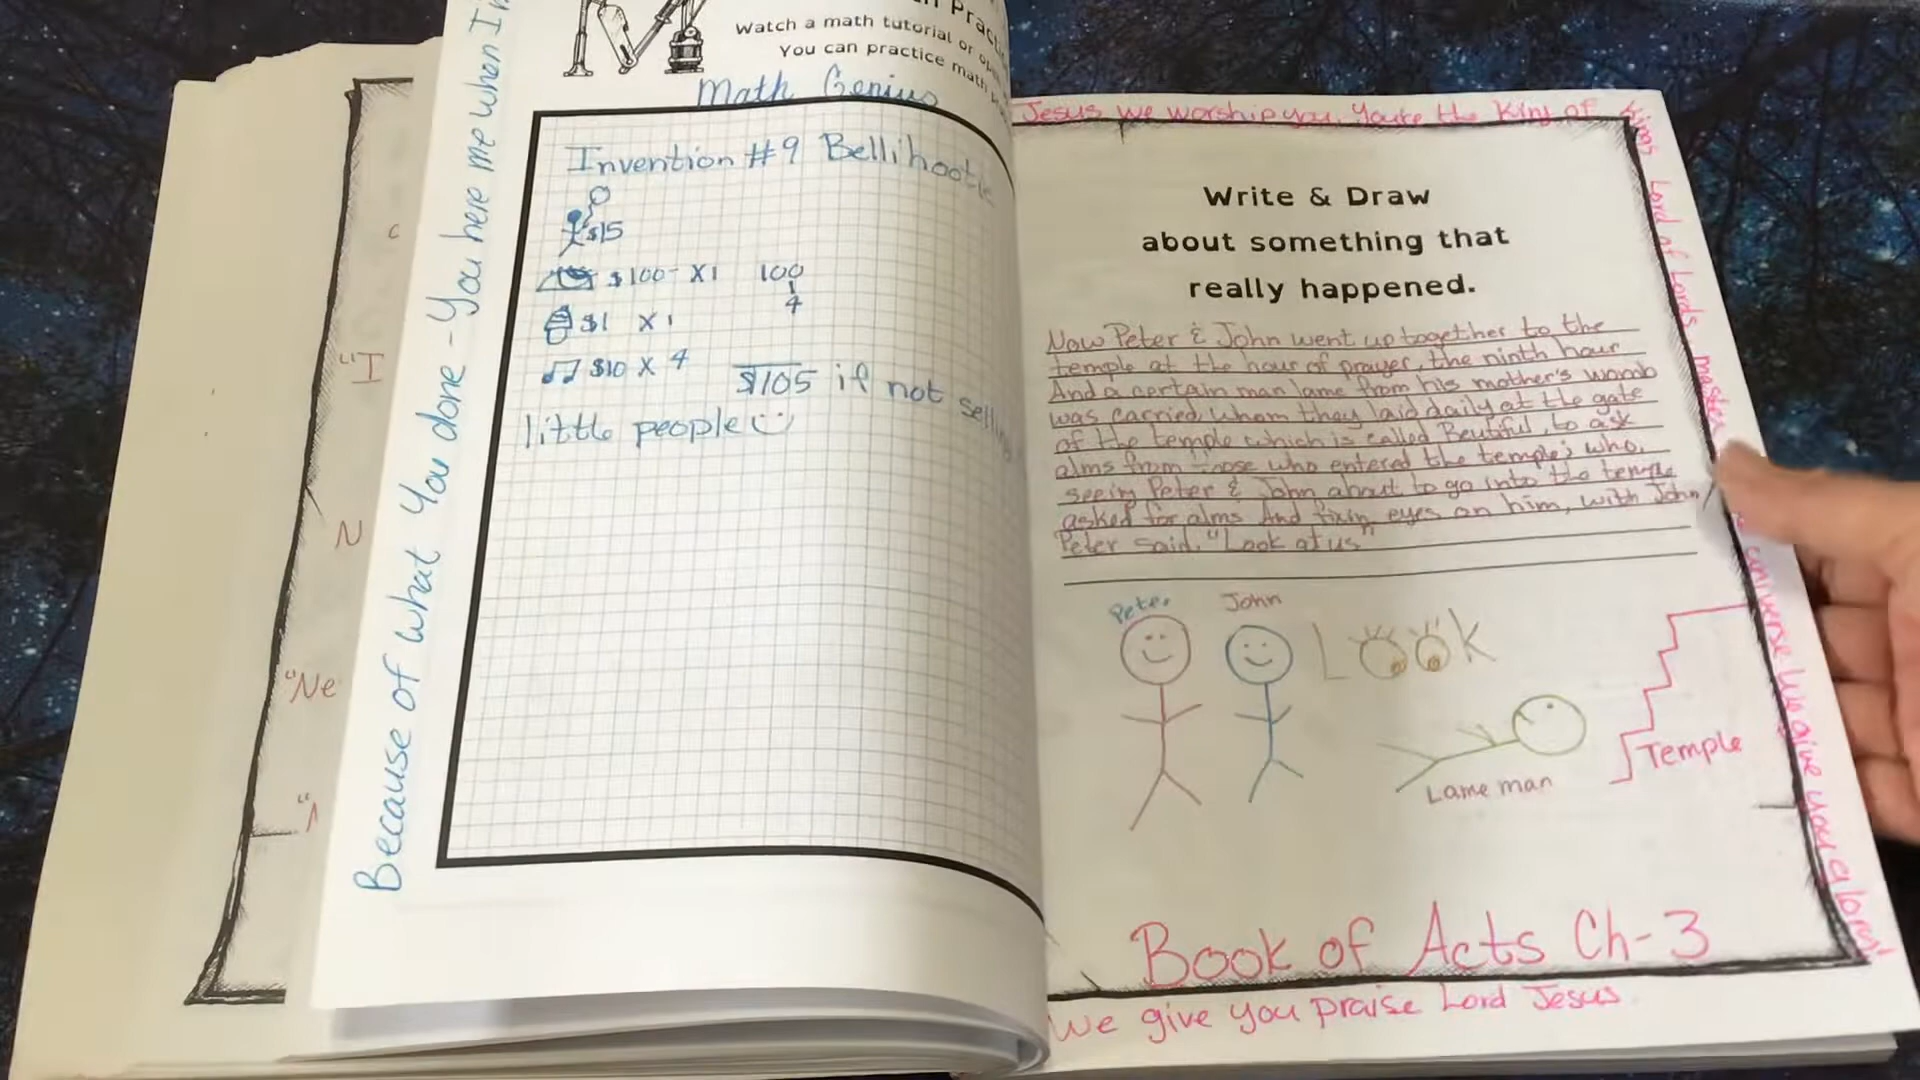 Practi
Watch a math tutorial or
You can practice math
Math Genius
Because of what You done - You here me when I
Invention #9 Bellihootle
$15
$100- X1 100
4
$1 X1
$10 X 4
$105 if not selling
little people
c
"I
N
"Ne
Jesus we worship you. You're the King of
Kings Lord of Lords master
universe We give you a
Write & Draw
about something that
really happened.
Now Peter & John went up together to the
temple at the hour of prayer, the ninth hour
And a certain man lame from his mother's womb
was carried, whom they laid daily at the gate
of the temple which is called Beutiful, to ask
alms from those who entered the temple; who,
seeing Peter & John about to go into the temple
asked for alms And fixin eyes on him, with John
Peter said, "Look at us"
Peter John LOOK
Lame man
Temple
Book of Acts Ch-3
We give you praise Lord Jesus